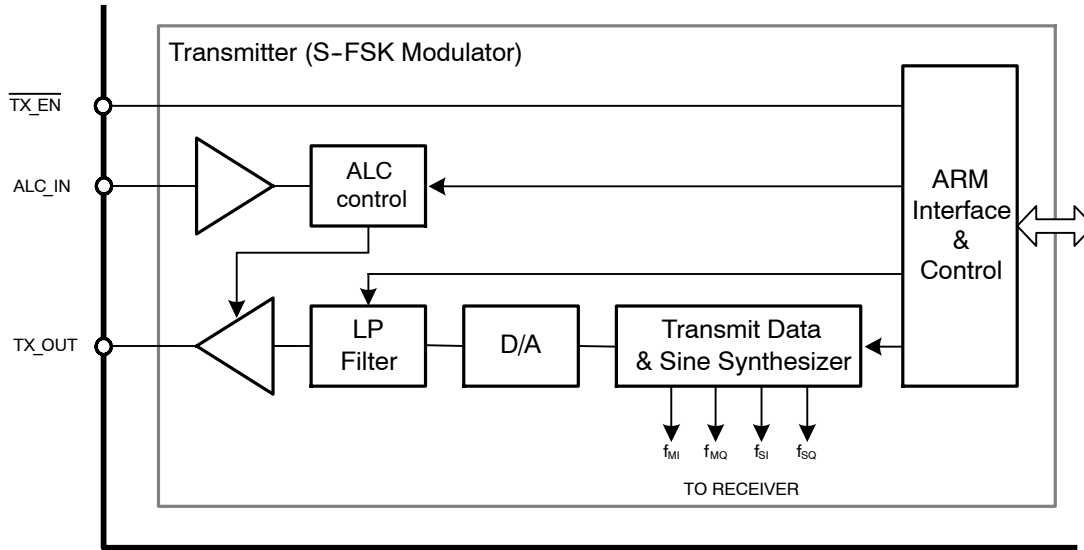 Transmitter (S-FSK Modulator)
TX_EN
ALC_IN
TX_OUT
ALC
control
ARM
Interface
&
Control
LP
Filter
D/A
Transmit Data
& Sine Synthesizer
fMI
fMQ
fSI
fSQ
TO RECEIVER